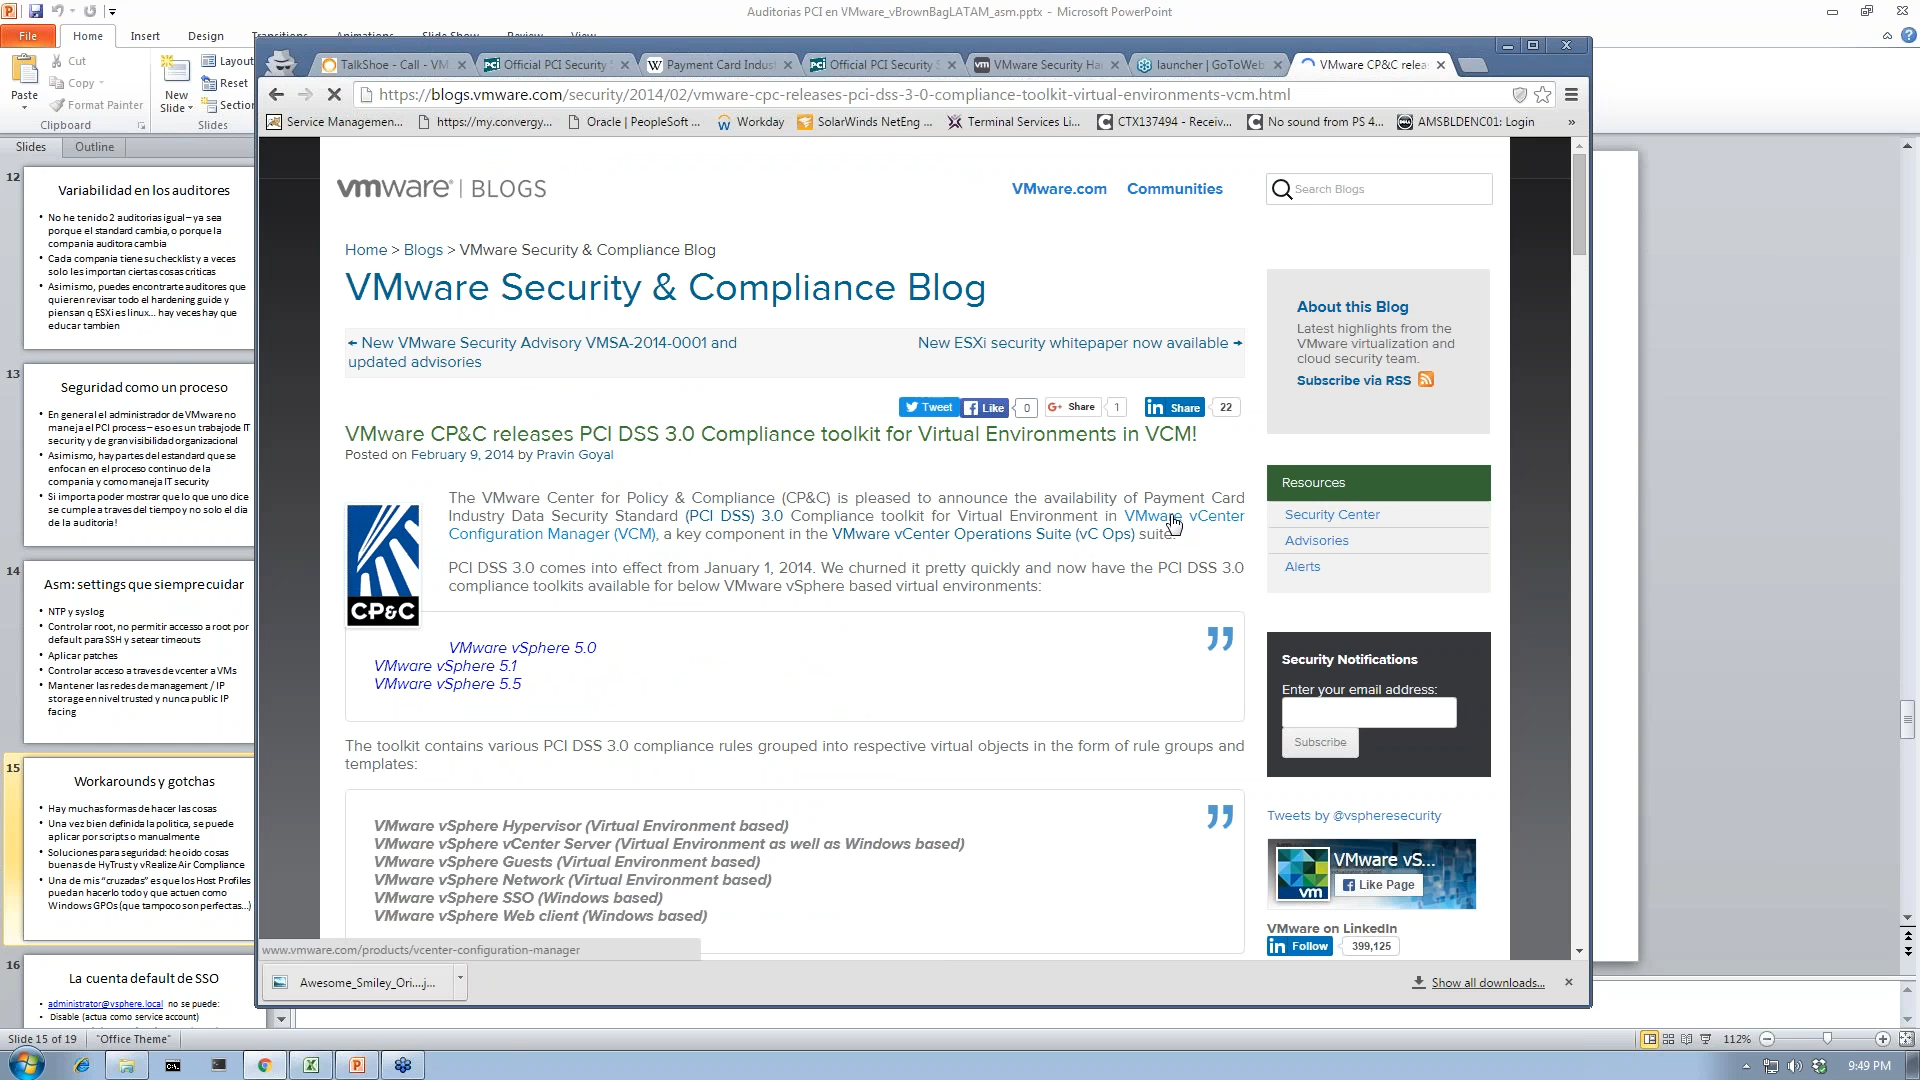 Auditorias PCI en VMware_vBrownBagLATAM_asm.pptx - Microsoft PowerPoint
File
Home
Insert
Design
Transitions
Animations
Slide Show
Review
View
Paste
Cut
Copy
Format Painter
Clipboard
New
Slide
Layout
Reset
Section
Slides
Slides
Outline
12
Variabilidad en los auditores
• No he tenido 2 auditorias igual – ya sea
porque el standard cambia, o porque la
compania auditora cambia
• Cada compania tiene su checklist y a veces
solo les importan ciertas cosas criticas
• Asimismo, puedes encontrarte auditores que
quieren revisar todo el hardening guide y
piensan q ESXi es linux... hay veces hay que
educar tambien
13
Seguridad como un proceso
• En general el administrador de VMware no
maneja el PCI process – eso es un trabajo de IT
security y de gran visibilidad organizacional
• Asimismo, hay partes del estandard que se
enfocan en el proceso continuo de la
compania y como maneja IT security
• Si importa poder mostrar que lo que uno dice
se cumple a traves del tiempo y no solo el dia
de la auditoria!
14
Asm: settings que siempre cuidar
• NTP y syslog
• Controlar root, no permitir accesso a root por
default para SSH y setear timeouts
• Aplicar patches
• Controlar acceso a traves de vcenter a VMs
• Mantener las redes de management / IP
storage en nivel trusted y nunca public IP
facing
15
Workarounds y gotchas
• Hay muchas formas de hacer las cosas
• Una vez bien definida la politica, se puede
aplicar por scripts o manualmente
• Soluciones para seguridad: he oido cosas
buenas de HyTrust y vRealize Air Compliance
• Una de mis "cruzadas" es que los Host Profiles
puedan hacerlo todo y que actuen como
Windows GPOs (que tampoco son perfectas...)
16
La cuenta default de SSO
• administrator@vsphere.local no se puede:
• Disable (actua como service account)
Slide 15 of 19
"Office Theme"
112%
TalkShoe - Call - VM
Official PCI Security
Payment Card Indust
Official PCI Security S
VMware Security Ha
launcher | GoToWeb
VMware CP&C relea
https://blogs.vmware.com/security/2014/02/vmware-cpc-releases-pci-dss-3-0-compliance-toolkit-virtual-environments-vcm.html
Service Managemen...
https://my.convergy...
Oracle | PeopleSoft ...
Workday
SolarWinds NetEng ...
Terminal Services Li...
CTX137494 - Receiv...
No sound from PS 4...
AMSBLDENC01: Login
»
vmware | BLOGS
VMware.com
Communities
Search Blogs
Home > Blogs > VMware Security & Compliance Blog
VMware Security & Compliance Blog
← New VMware Security Advisory VMSA-2014-0001 and
updated advisories
New ESXi security whitepaper now available →
Tweet
Like
0
G+ Share
1
in Share
22
VMware CP&C releases PCI DSS 3.0 Compliance toolkit for Virtual Environments in VCM!
Posted on February 9, 2014 by Pravin Goyal
CP&C
The VMware Center for Policy & Compliance (CP&C) is pleased to announce the availability of Payment Card
Industry Data Security Standard (PCI DSS) 3.0 Compliance toolkit for Virtual Environment in VMware vCenter
Configuration Manager (VCM), a key component in the VMware vCenter Operations Suite (vC Ops) suite.
PCI DSS 3.0 comes into effect from January 1, 2014. We churned it pretty quickly and now have the PCI DSS 3.0
compliance toolkits available for below VMware vSphere based virtual environments:
VMware vSphere 5.0
VMware vSphere 5.1
VMware vSphere 5.5
”
The toolkit contains various PCI DSS 3.0 compliance rules grouped into respective virtual objects in the form of rule groups and
templates:
”
VMware vSphere Hypervisor (Virtual Environment based)
VMware vSphere vCenter Server (Virtual Environment as well as Windows based)
VMware vSphere Guests (Virtual Environment based)
VMware vSphere Network (Virtual Environment based)
VMware vSphere SSO (Windows based)
VMware vSphere Web client (Windows based)
About this Blog
Latest highlights from the
VMware virtualization and
cloud security team.
Subscribe via RSS
Resources
Security Center
Advisories
Alerts
Security Notifications
Enter your email address:
Subscribe
Tweets by @vspheresecurity
VMware vS...
vm
Like Page
VMware on LinkedIn
in Follow
399,125
www.vmware.com/products/vcenter-configuration-manager
Awesome_Smiley_Ori....j...
Show all downloads...
9:49 PM